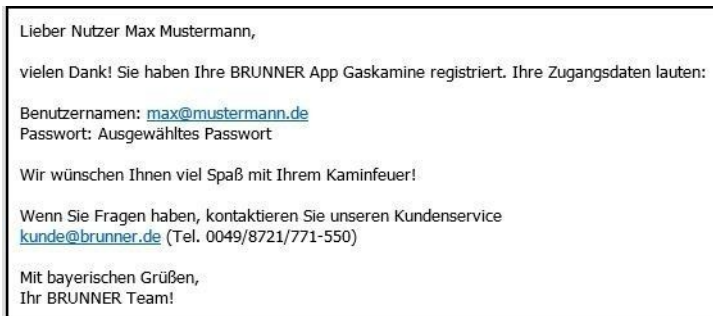 Lieber Nutzer Max Mustermann,
vielen Dank! Sie haben Ihre BRUNNER App Gaskamine registriert. Ihre Zugangsdaten lauten:
Benutzernamen: max@mustermann.de
Passwort: Ausgewähltes Passwort
Wir wünschen Ihnen viel Spaß mit Ihrem Kaminfeuer!
Wenn Sie Fragen haben, kontaktieren Sie unseren Kundenservice
kunde@brunner.de (Tel. 0049/8721/771-550)
Mit bayerischen Grüßen,
Ihr BRUNNER Team!